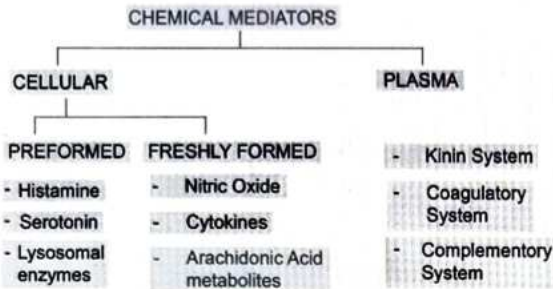 CHEMICAL MEDIATORS
CELLULAR
PLASMA
PREFORMED
- Histamine
- Serotonin
- Lysosomal
enzymes
FRESHLY FORMED
- Nitric Oxide
- Cytokines
- Arachidonic Acid
metabolites
- Kinin System
- Coagulatory
System
- Complementory
System